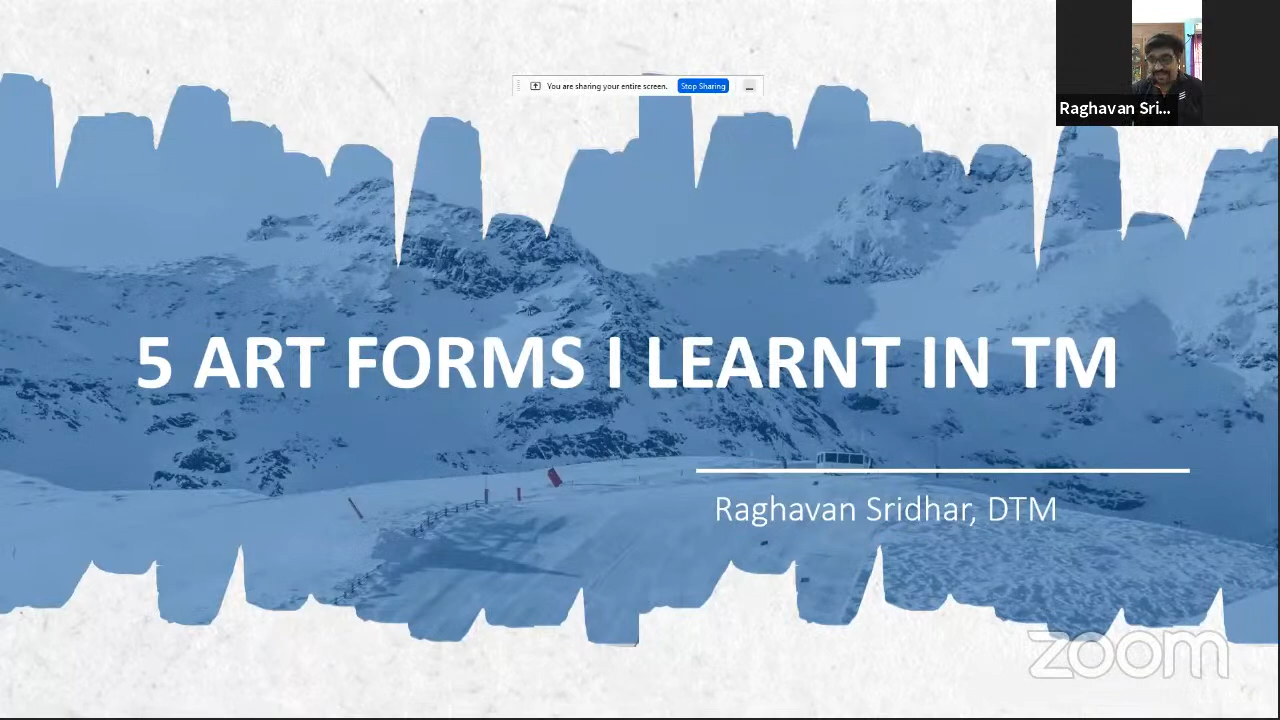 You are sharing your entire screen.
Stop Sharing
Raghavan Sri...
5 ART FORMS I LEARNT IN TM
Raghavan Sridhar, DTM
zoom